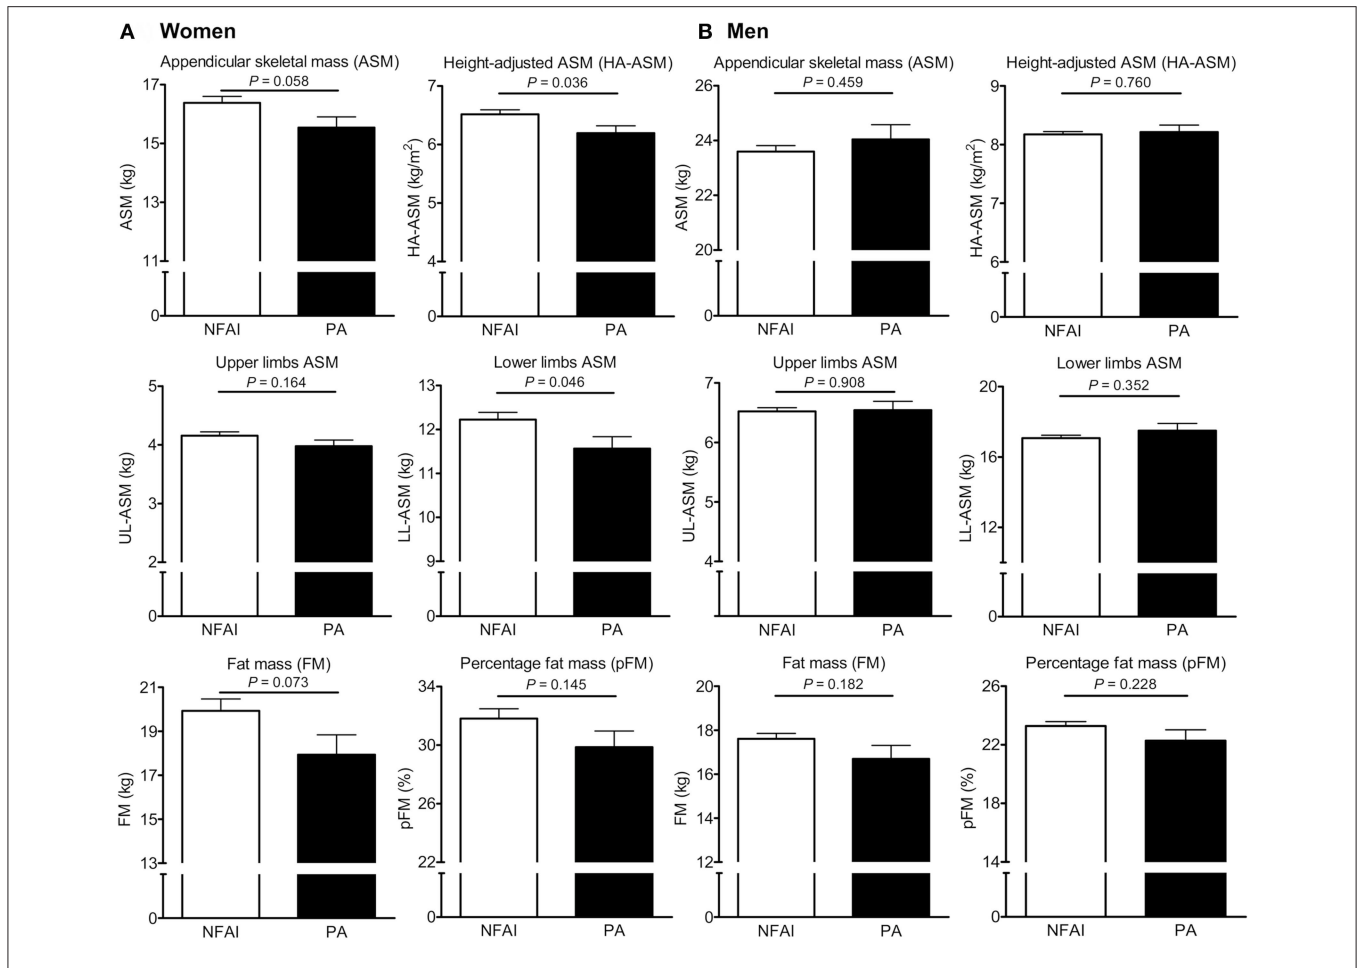 A Women
B Men
Appendicular skeletal mass (ASM)
P = 0.058
ASM (kg)
17
15
13
11
0
NFAI PA
Height-adjusted ASM (HA-ASM)
P = 0.036
HA-ASM (kg/m2)
7
6
5
4
0
NFAI PA
Appendicular skeletal mass (ASM)
P = 0.459
ASM (kg)
26
24
22
20
0
NFAI PA
Height-adjusted ASM (HA-ASM)
P = 0.760
HA-ASM (kg/m2)
9
8
7
6
0
NFAI PA
Upper limbs ASM
P = 0.164
UL-ASM (kg)
5
4
3
2
0
NFAI PA
Lower limbs ASM
P = 0.046
LL-ASM (kg)
13
12
11
10
9
0
NFAI PA
Upper limbs ASM
P = 0.908
UL-ASM (kg)
7
6
5
4
NFAI PA
Lower limbs ASM
P = 0.352
LL-ASM (kg)
20
16
12
0
NFAI PA
Fat mass (FM)
P = 0.073
FM (kg)
21
19
17
15
13
0
NFAI PA
Percentage fat mass (pFM)
P = 0.145
pFM (%)
34
30
26
22
0
NFAI PA
Fat mass (FM)
P = 0.182
FM (kg)
20
18
16
14
12
0
NFAI PA
Percentage fat mass (pFM)
P = 0.228
pFM (%)
26
22
18
14
0
NFAI PA